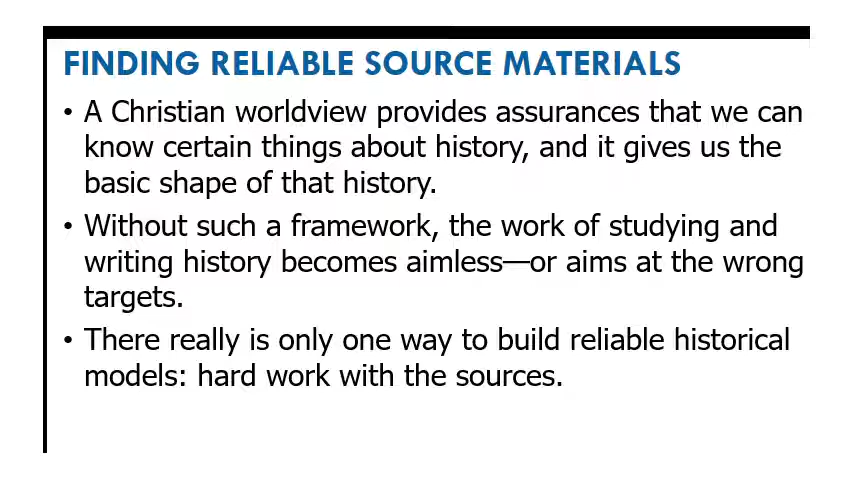 FINDING RELIABLE SOURCE MATERIALS
• A Christian worldview provides assurances that we can
know certain things about history, and it gives us the
basic shape of that history.
• Without such a framework, the work of studying and
writing history becomes aimless—or aims at the wrong
targets.
• There really is only one way to build reliable historical
models: hard work with the sources.